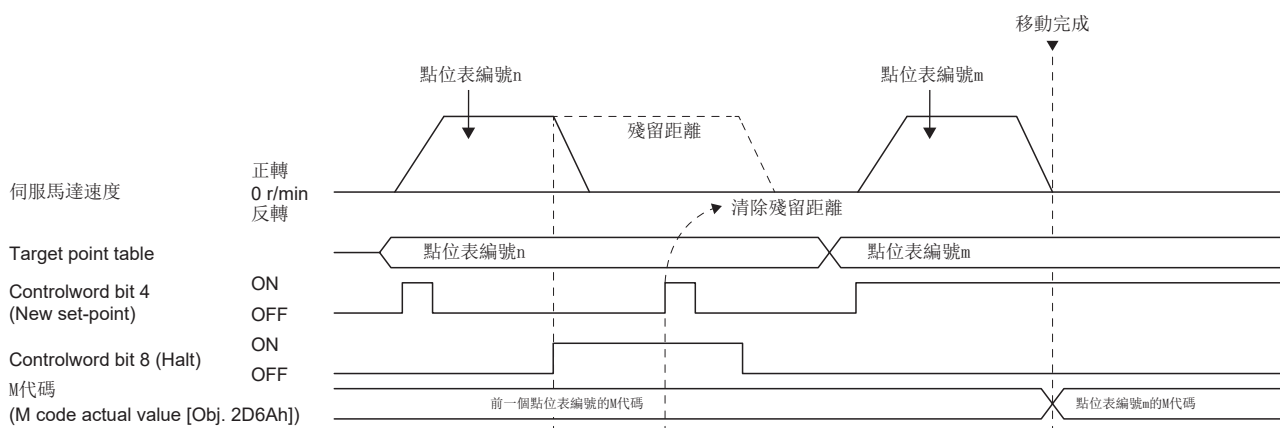 移動完成
點位表編號n
點位表編號m
殘留距離
正轉
伺服馬達速度
0 r/min
反轉
清除殘留距離
Target point table
點位表編號n
點位表編號m
Controlword bit 4
(New set-point)
ON
OFF
Controlword bit 8 (Halt)
ON
OFF
M代碼
(M code actual value [Obj. 2D6Ah])
前一個點位表編號的M代碼
點位表編號m的M代碼